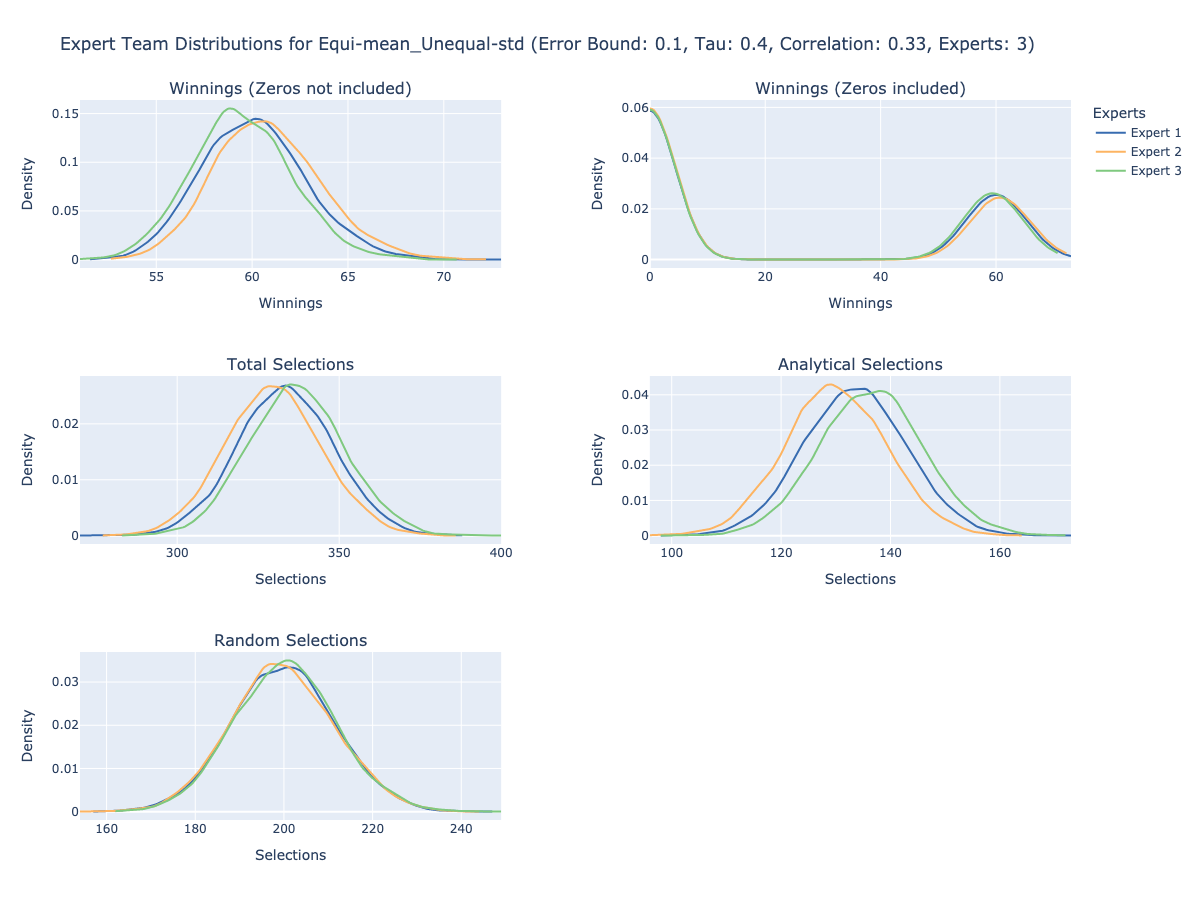 Expert Team Distributions for Equi-mean_Unequal-std (Error Bound: 0.1, Tau: 0.4, Correlation: 0.33, Experts: 3)
Winnings (Zeros not included)
0.15
0.1
0.05
0
Density
55 60 65 70
Winnings
Winnings (Zeros included)
0.06
0.04
0.02
0
Density
0 20 40 60
Winnings
Experts
Expert 1
Expert 2
Expert 3
Total Selections
0.02
0.01
0
Density
300 350 400
Selections
Analytical Selections
0.04
0.03
0.02
0.01
0
Density
100 120 140 160
Selections
Random Selections
0.03
0.02
0.01
0
Density
160 180 200 220 240
Selections